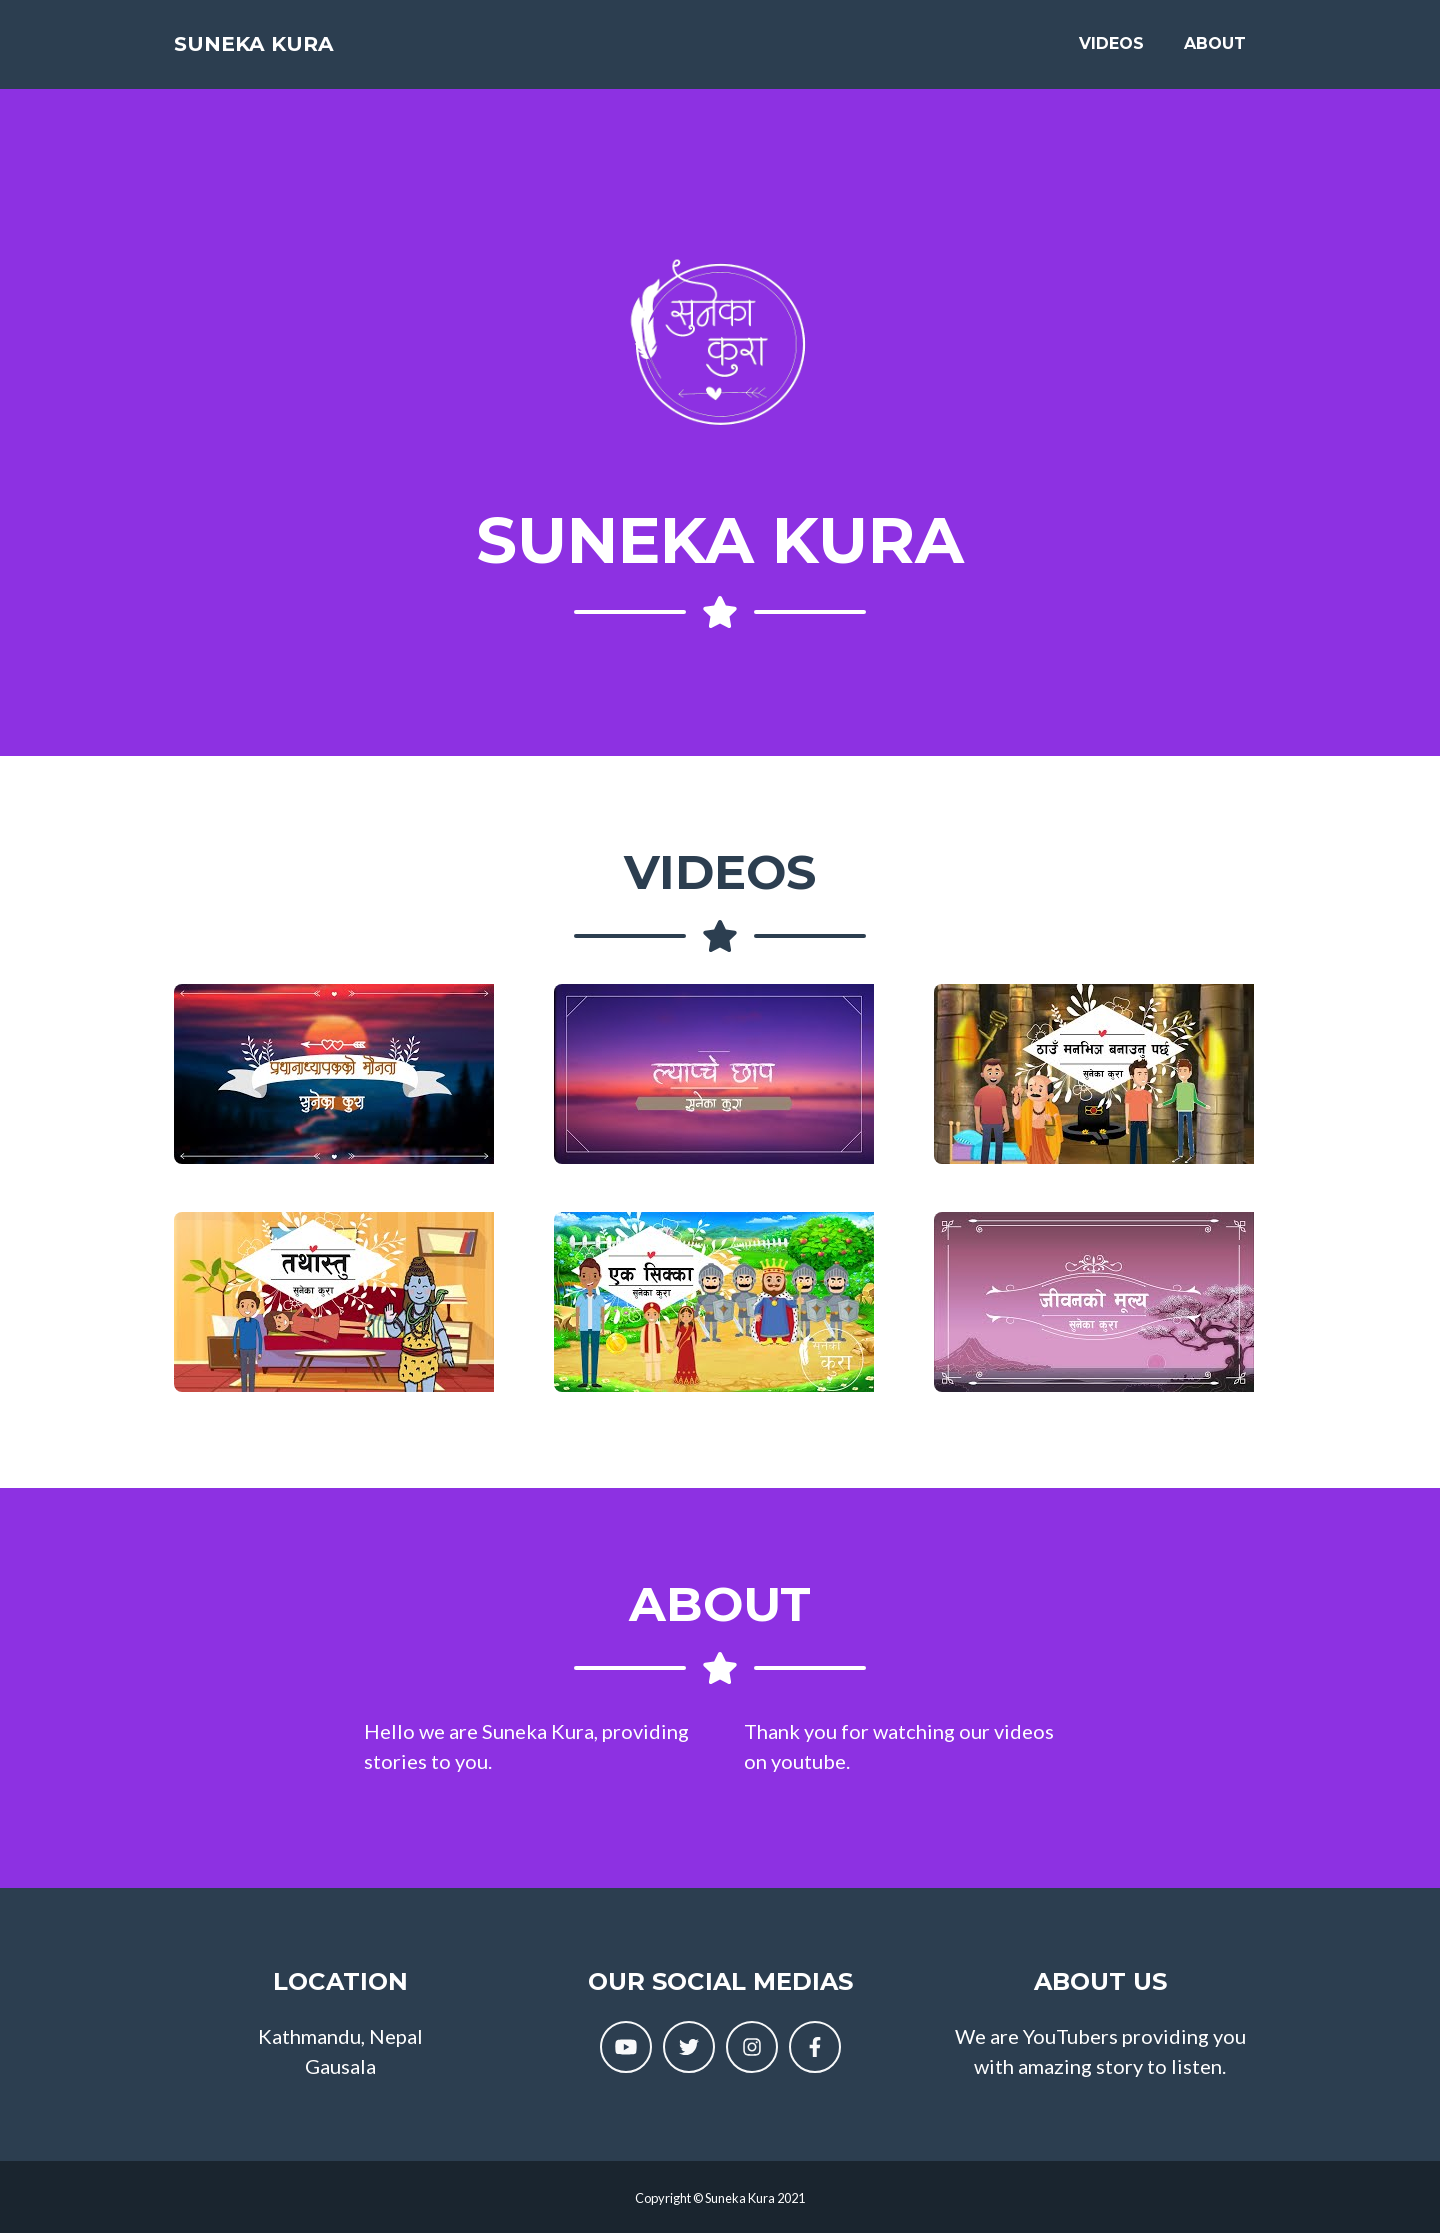 SUNEKA KURA
VIDEOS
ABOUT
सुनेका
कुरा
SUNEKA KURA
VIDEOS
प्रधानाध्यापकको मौनता
सुनेका कुरा
ल्याप्चे छाप
सुनेका कुरा
ठाउँ मनभित्र बनाउनु पर्छ
सुनेका कुरा
तथास्तु
सुनेका कुरा
एक सिक्का
सुनेका कुरा
सुनेका
कुरा
जीवनको मूल्य
सुनेका कुरा
ABOUT
Hello we are Suneka Kura, providing
stories to you.
Thank you for watching our videos
on youtube.
LOCATION
Kathmandu, Nepal
Gausala
OUR SOCIAL MEDIAS
ABOUT US
We are YouTubers providing you
with amazing story to listen.
Copyright © Suneka Kura 2021